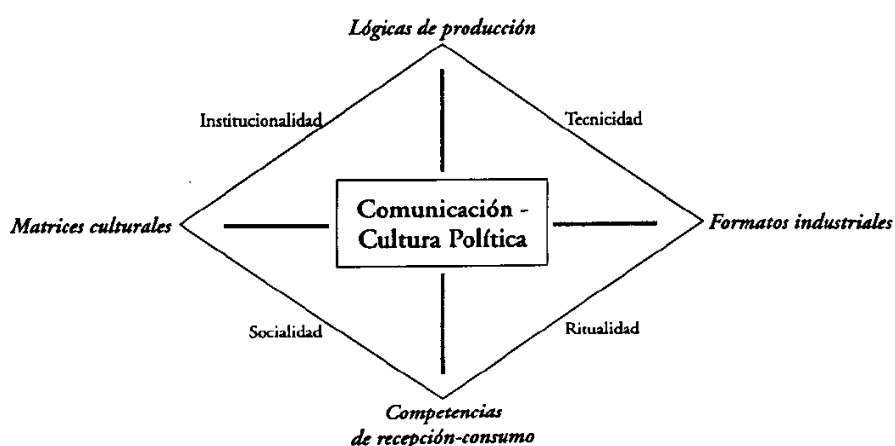 Lógicas de producción
Institucionalidad
Tecnicidad
Matrices culturales
Comunicación -
Cultura Política
Formatos industriales
Socialidad
Ritualidad
Competencias
de recepción-consumo